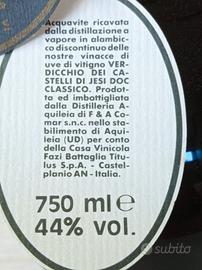 Acquavite ricavata
dalla distillazione a
vapore in alambic-
co discontinuo delle
nostre vinacce di
uve di vitigno VER-
DICCHIO DEI CA-
STELLI DI JESI DOC
CLASSICO. Prodot-
ta ed imbottigliata
dalla Distilleria A-
quileia di F & A Co-
mar s.n.c. nello sta-
bilimento di Aqui-
leia (UD) per conto
della Casa Vinicola
Fazi Battaglia Titu-
lus S.p.A. - Castel-
planio AN - Italia.
750 ml e
44% vol.
subito